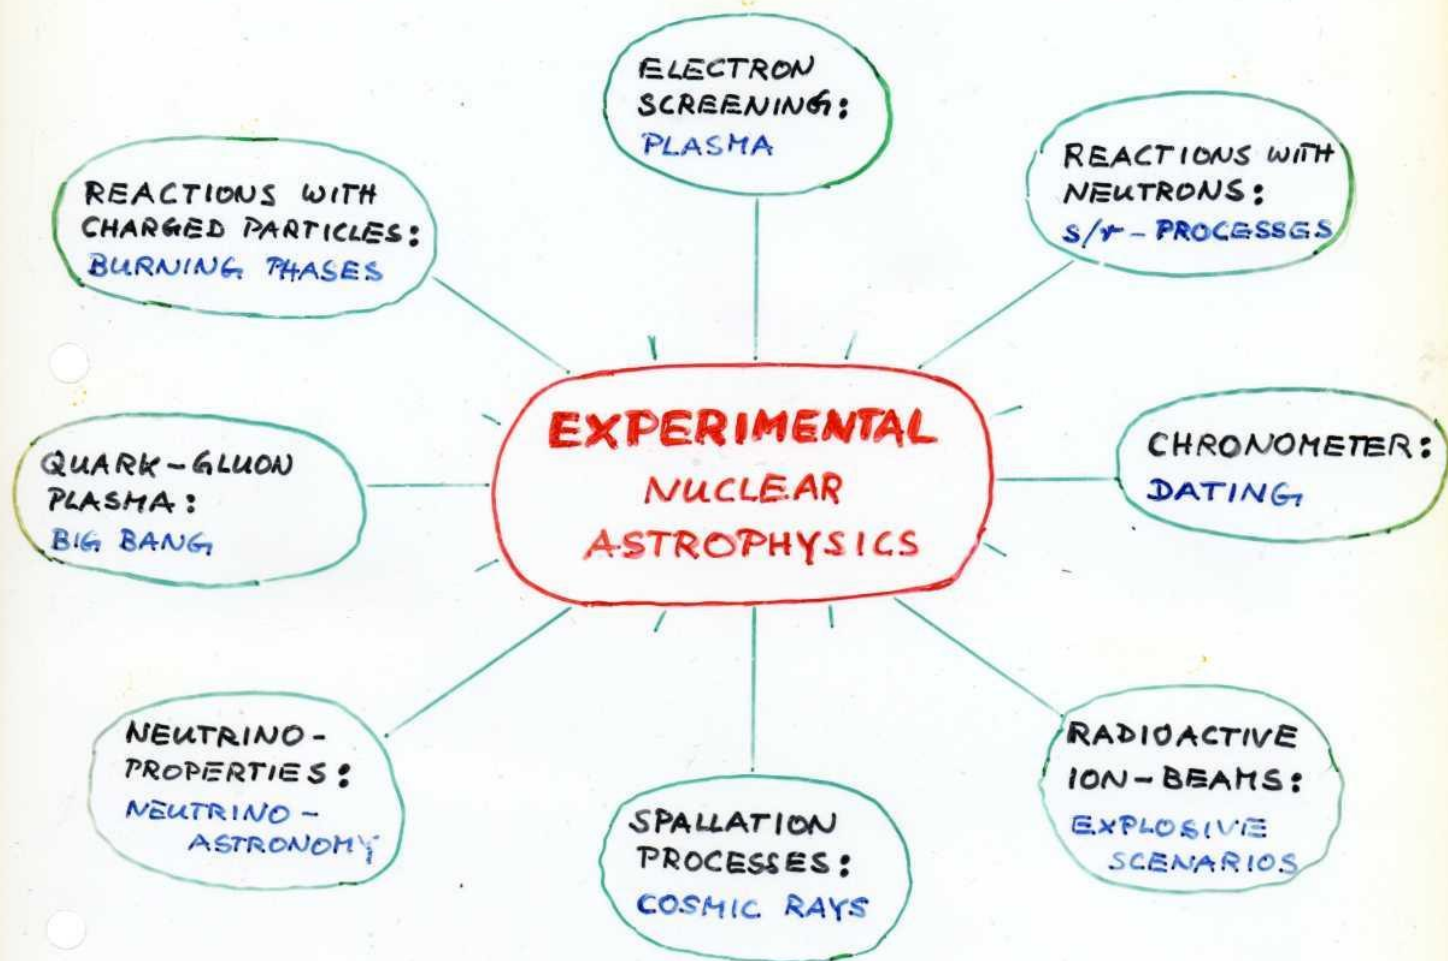 ELECTRON
SCREENING:
PLASMA
REACTIONS WITH
NEUTRONS:
s/r-PROCESSES
REACTIONS WITH
CHARGED PARTICLES:
BURNING PHASES
EXPERIMENTAL
NUCLEAR
ASTROPHYSICS
CHRONOMETER:
DATING
QUARK-GLUON
PLASMA:
BIG BANG
NEUTRINO-
PROPERTIES:
NEUTRINO-
ASTRONOMY
SPALLATION
PROCESSES:
COSMIC RAYS
RADIOACTIVE
ION-BEAMS:
EXPLOSIVE
SCENARIOS